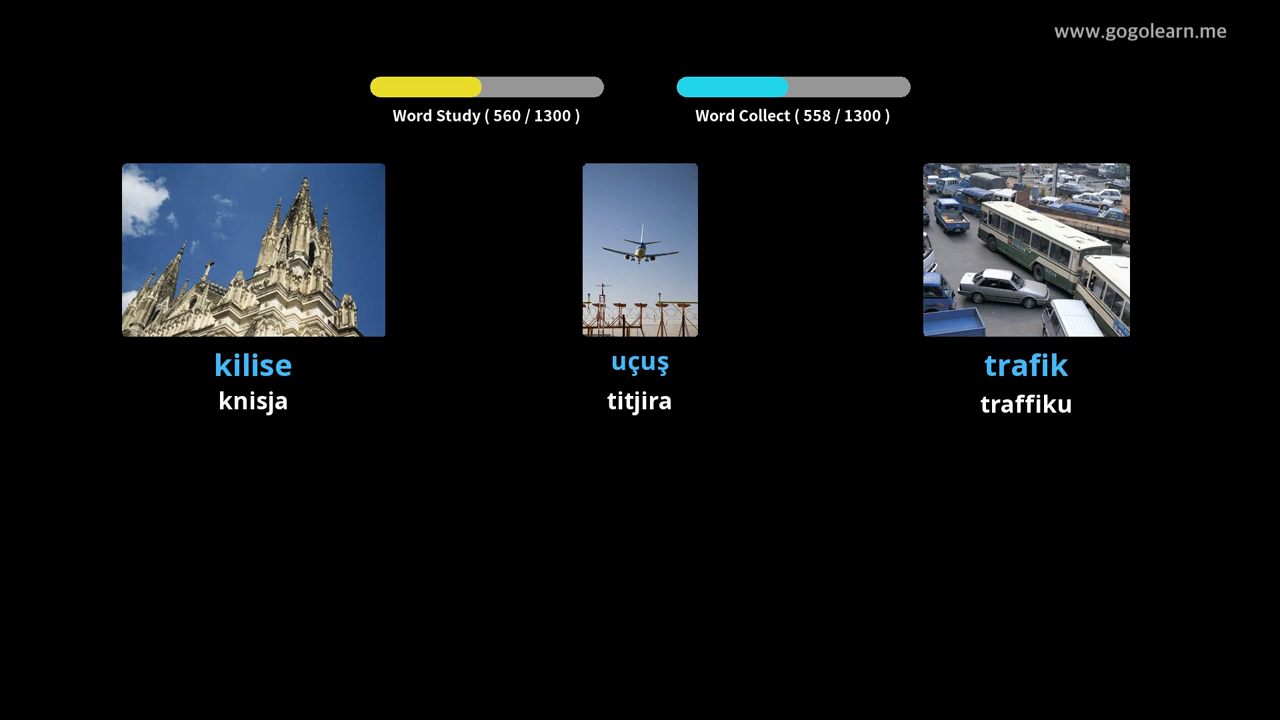 www.gogolearn.me
Word Study ( 560 / 1300 )
Word Collect ( 558 / 1300 )
kilise
knisja
uçuş
titjira
trafik
traffiku